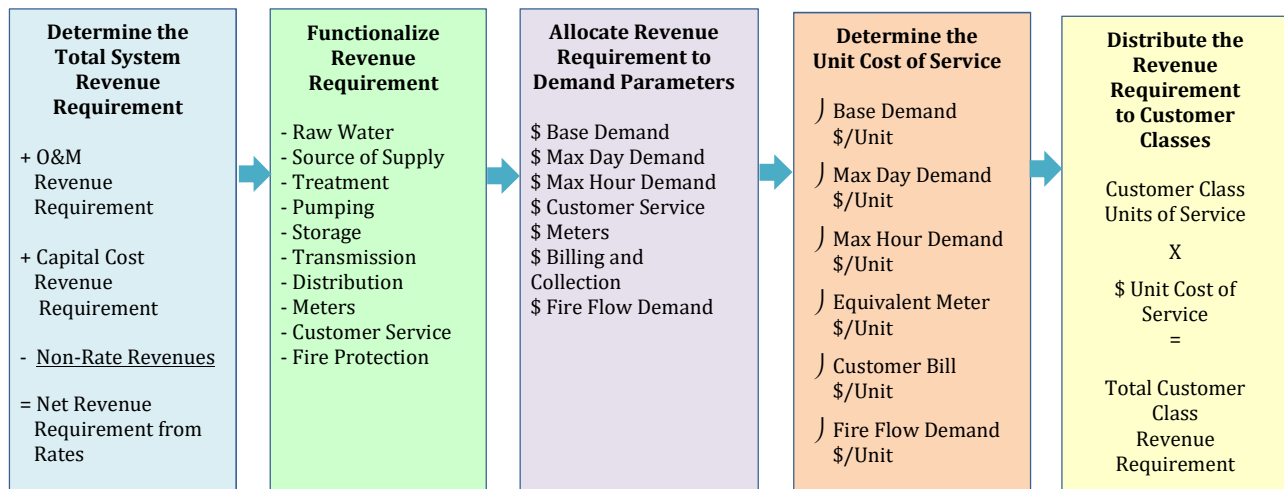 Determine the
Total System
Revenue
Requirement
+ O&M
Revenue
Requirement
+ Capital Cost
Revenue
Requirement
- Non-Rate Revenues
= Net Revenue
Requirement from
Rates
Functionalize
Revenue
Requirement
- Raw Water
- Source of Supply
- Treatment
- Pumping
- Storage
- Transmission
- Distribution
- Meters
- Customer Service
- Fire Protection
Allocate Revenue
Requirement to
Demand Parameters
$ Base Demand
$ Max Day Demand
$ Max Hour Demand
$ Customer Service
$ Meters
$ Billing and
Collection
$ Fire Flow Demand
Determine the
Unit Cost of Service
⌡ Base Demand
$/Unit
⌡ Max Day Demand
$/Unit
⌡ Max Hour Demand
$/Unit
⌡ Equivalent Meter
$/Unit
⌡ Customer Bill
$/Unit
⌡ Fire Flow Demand
$/Unit
Distribute the
Revenue
Requirement
to Customer
Classes
Customer Class
Units of Service
X
$ Unit Cost of
Service
=
Total Customer
Class
Revenue
Requirement